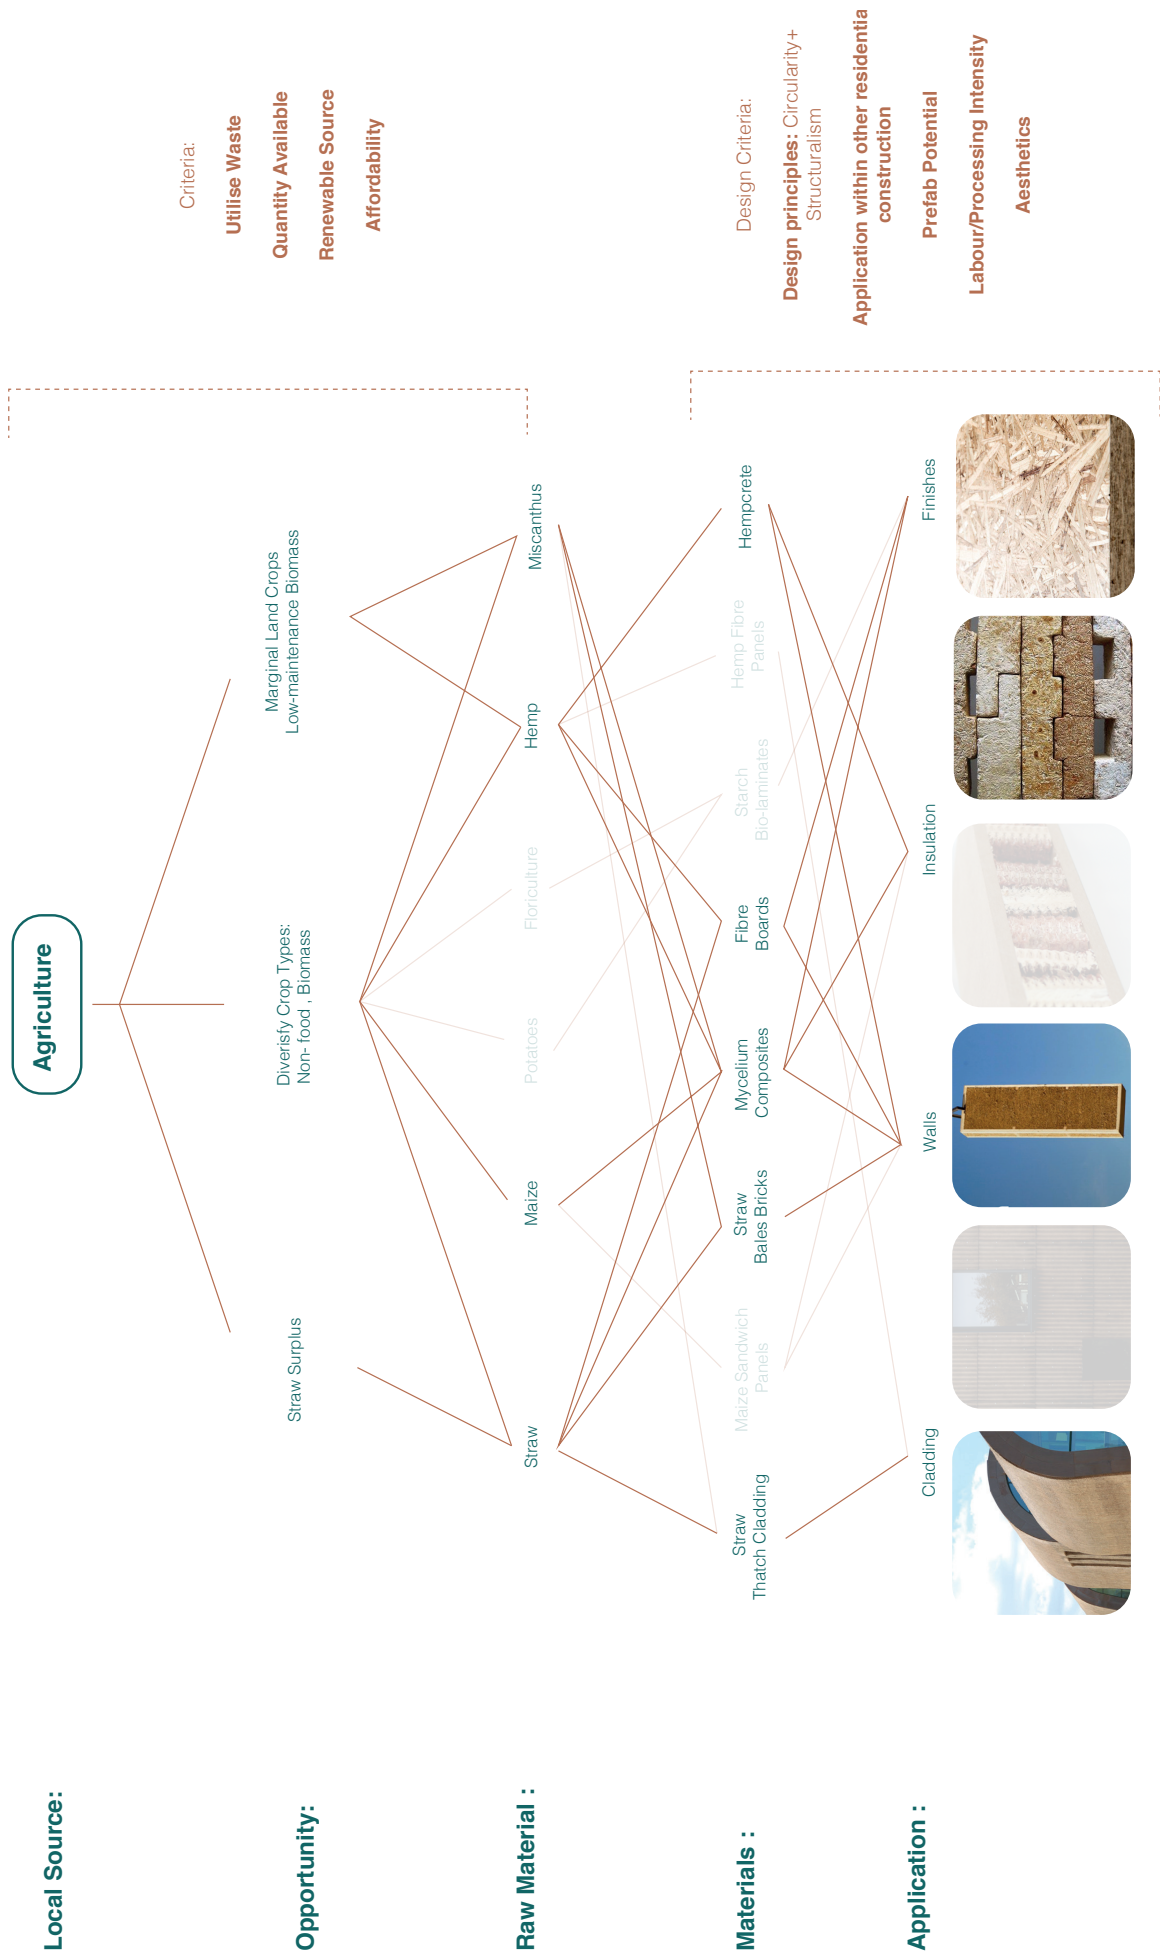 Local Source:
Agriculture
Criteria:
Utilise Waste
Quantity Available
Renewable Source
Affordability
Opportunity:
Straw Surplus
Diverisfy Crop Types:
Non- food , Biomass
Marginal Land Crops
Low-maintenance Biomass
Raw Material :
Straw
Maize
Potatoes
Floriculture
Hemp
Miscanthus
Materials :
Straw
Thatch Cladding
Maize Sandwich
Panels
Straw
Bales Bricks
Mycelium
Composites
Fibre
Boards
Starch
Bio-laminates
Hemp Fibre
Panels
Hempcrete
Design Criteria:
Design principles: Circularity+
Structuralism
Application within other residentia
construction
Prefab Potential
Labour/Processing Intensity
Aesthetics
Application :
Cladding
Walls
Insulation
Finishes